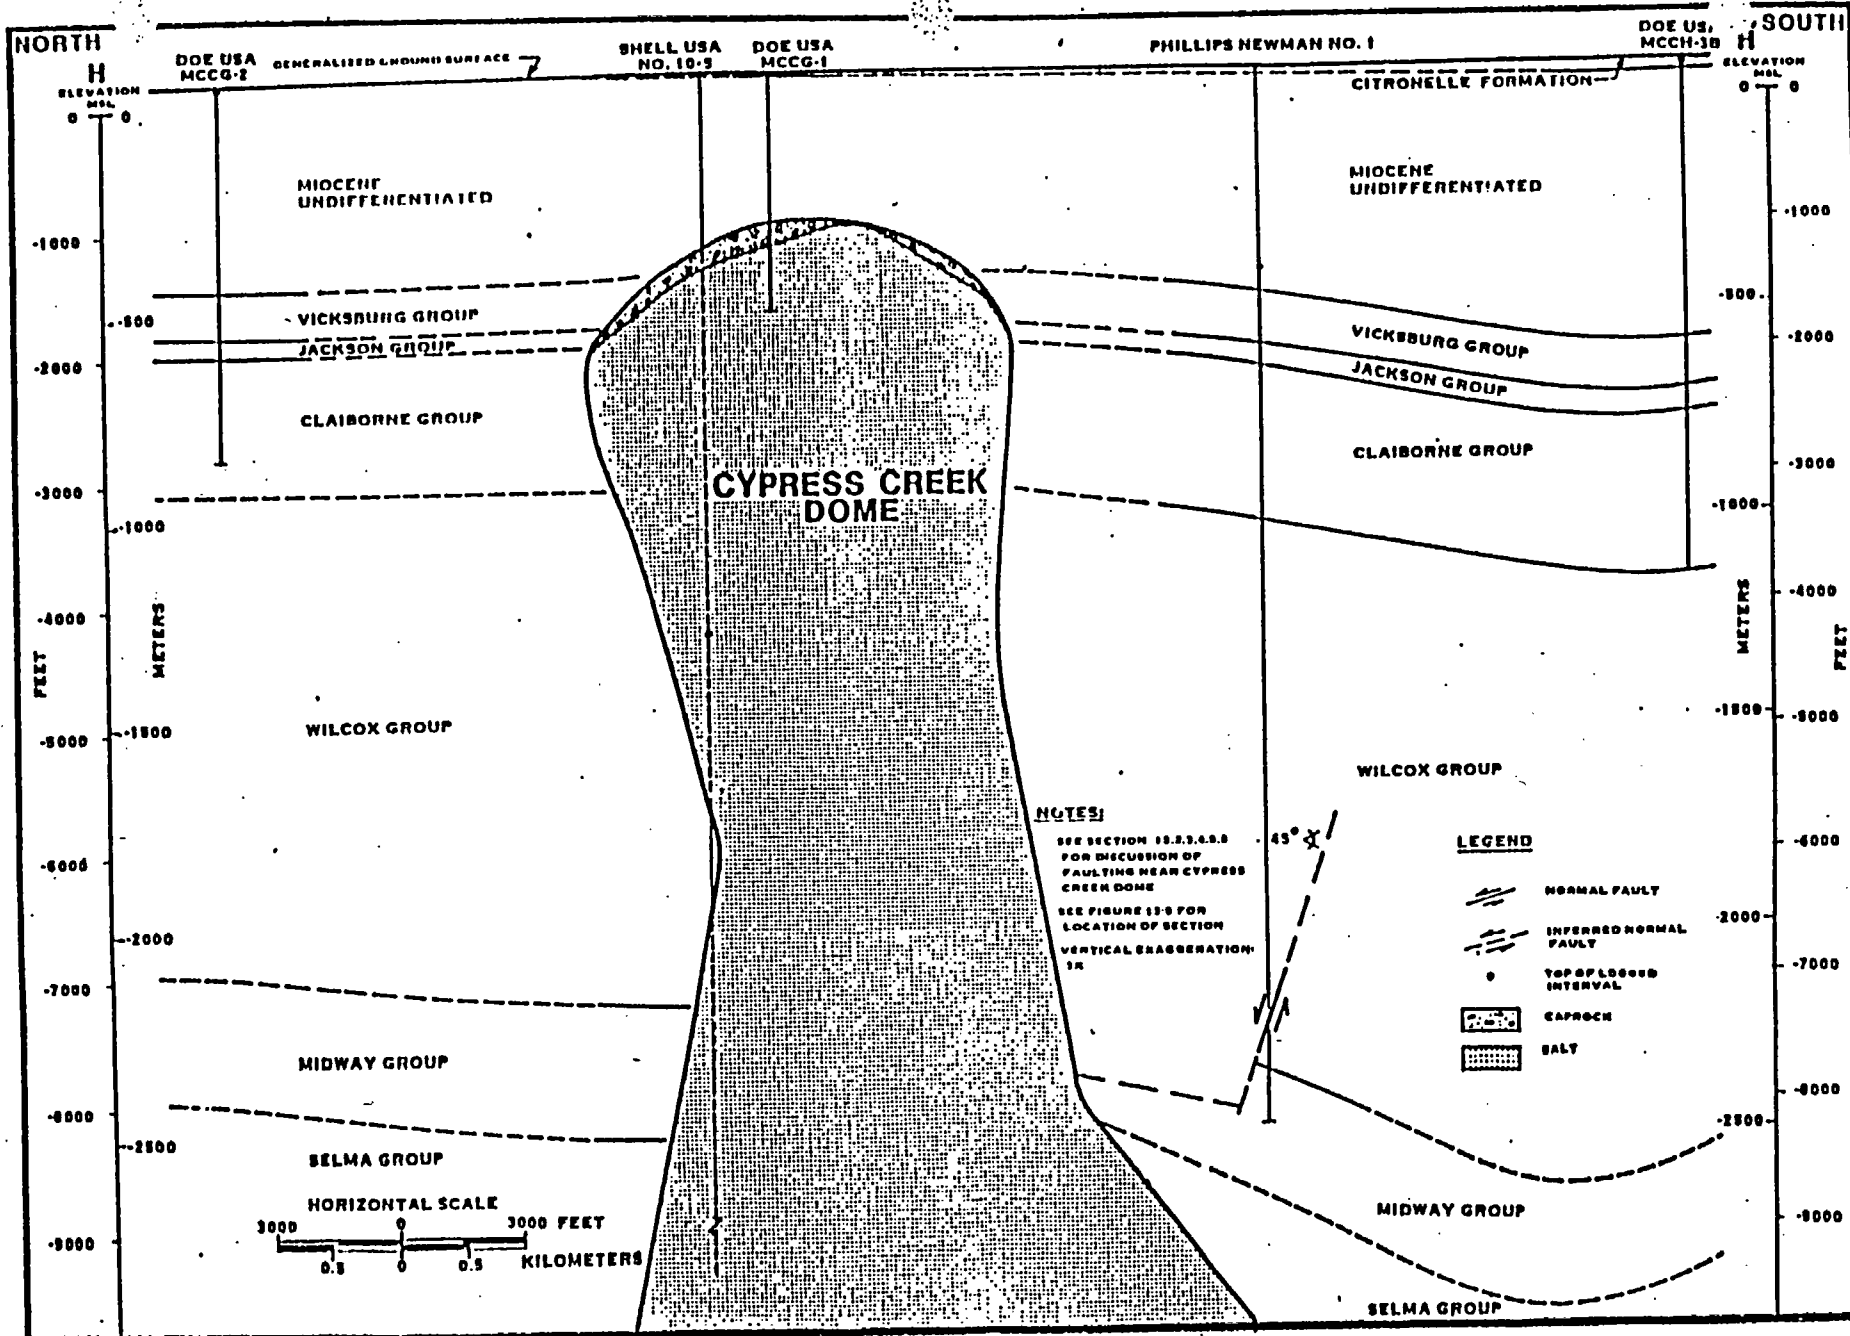 NORTH
SOUTH
H
H
DOE USA
MCCG-2
GENERALIZED GROUND SURFACE
SHELL USA
NO. 10-5
DOE USA
MCCG-1
PHILLIPS NEWMAN NO. 1
DOE US
MCCH-3B
ELEVATION
MSL
0 0
ELEVATION
MSL
0 0
CITRONELLE FORMATION
MIOCENE
UNDIFFERENTIATED
MIOCENE
UNDIFFERENTIATED
-1000
-1000
-500
-500
VICKSBURG GROUP
VICKSBURG GROUP
JACKSON GROUP
JACKSON GROUP
-2000
-2000
CLAIBORNE GROUP
CLAIBORNE GROUP
CYPRESS CREEK
DOME
-3000
-3000
-1000
-1000
-4000
-4000
METERS
METERS
FEET
FEET
WILCOX GROUP
WILCOX GROUP
-5000
-5000
-1500
-1500
NOTES:
SEE SECTION
FOR DISCUSSION OF
FAULTING NEAR CYPRESS
CREEK DOME
SEE FIGURE FOR
LOCATION OF SECTION
VERTICAL EXAGGERATION:
3X
45°
LEGEND
NORMAL FAULT
INFERRED NORMAL
FAULT
TOP OF LOGGED
INTERVAL
CAPROCK
SALT
-6000
-6000
-2000
-2000
-7000
-7000
MIDWAY GROUP
MIDWAY GROUP
-8000
-8000
-2500
-2500
SELMA GROUP
SELMA GROUP
-9000
-9000
HORIZONTAL SCALE
3000 0 3000 FEET
0.5 0 0.5 KILOMETERS